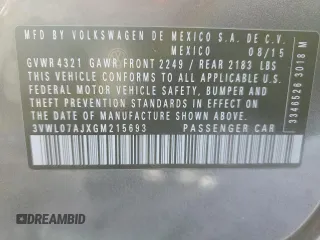 MFD BY VOLKSWAGEN DE MEXICO S.A. DE C.V.
MEXICO 08/15
GVWR 4321 GAWR FRONT 2249 / REAR 2183 LBS
THIS VEHICLE CONFORMS TO ALL APPLICABLE U.S.
FEDERAL MOTOR VEHICLE SAFETY, BUMPER AND
THEFT PREVENTION STANDARDS IN EFFECT ON THE
DATE OF MANUFACTURE SHOWN ABOVE
3VWL07AJXGM215693 PASSENGER CAR
3346526 3018 M
DREAMBID